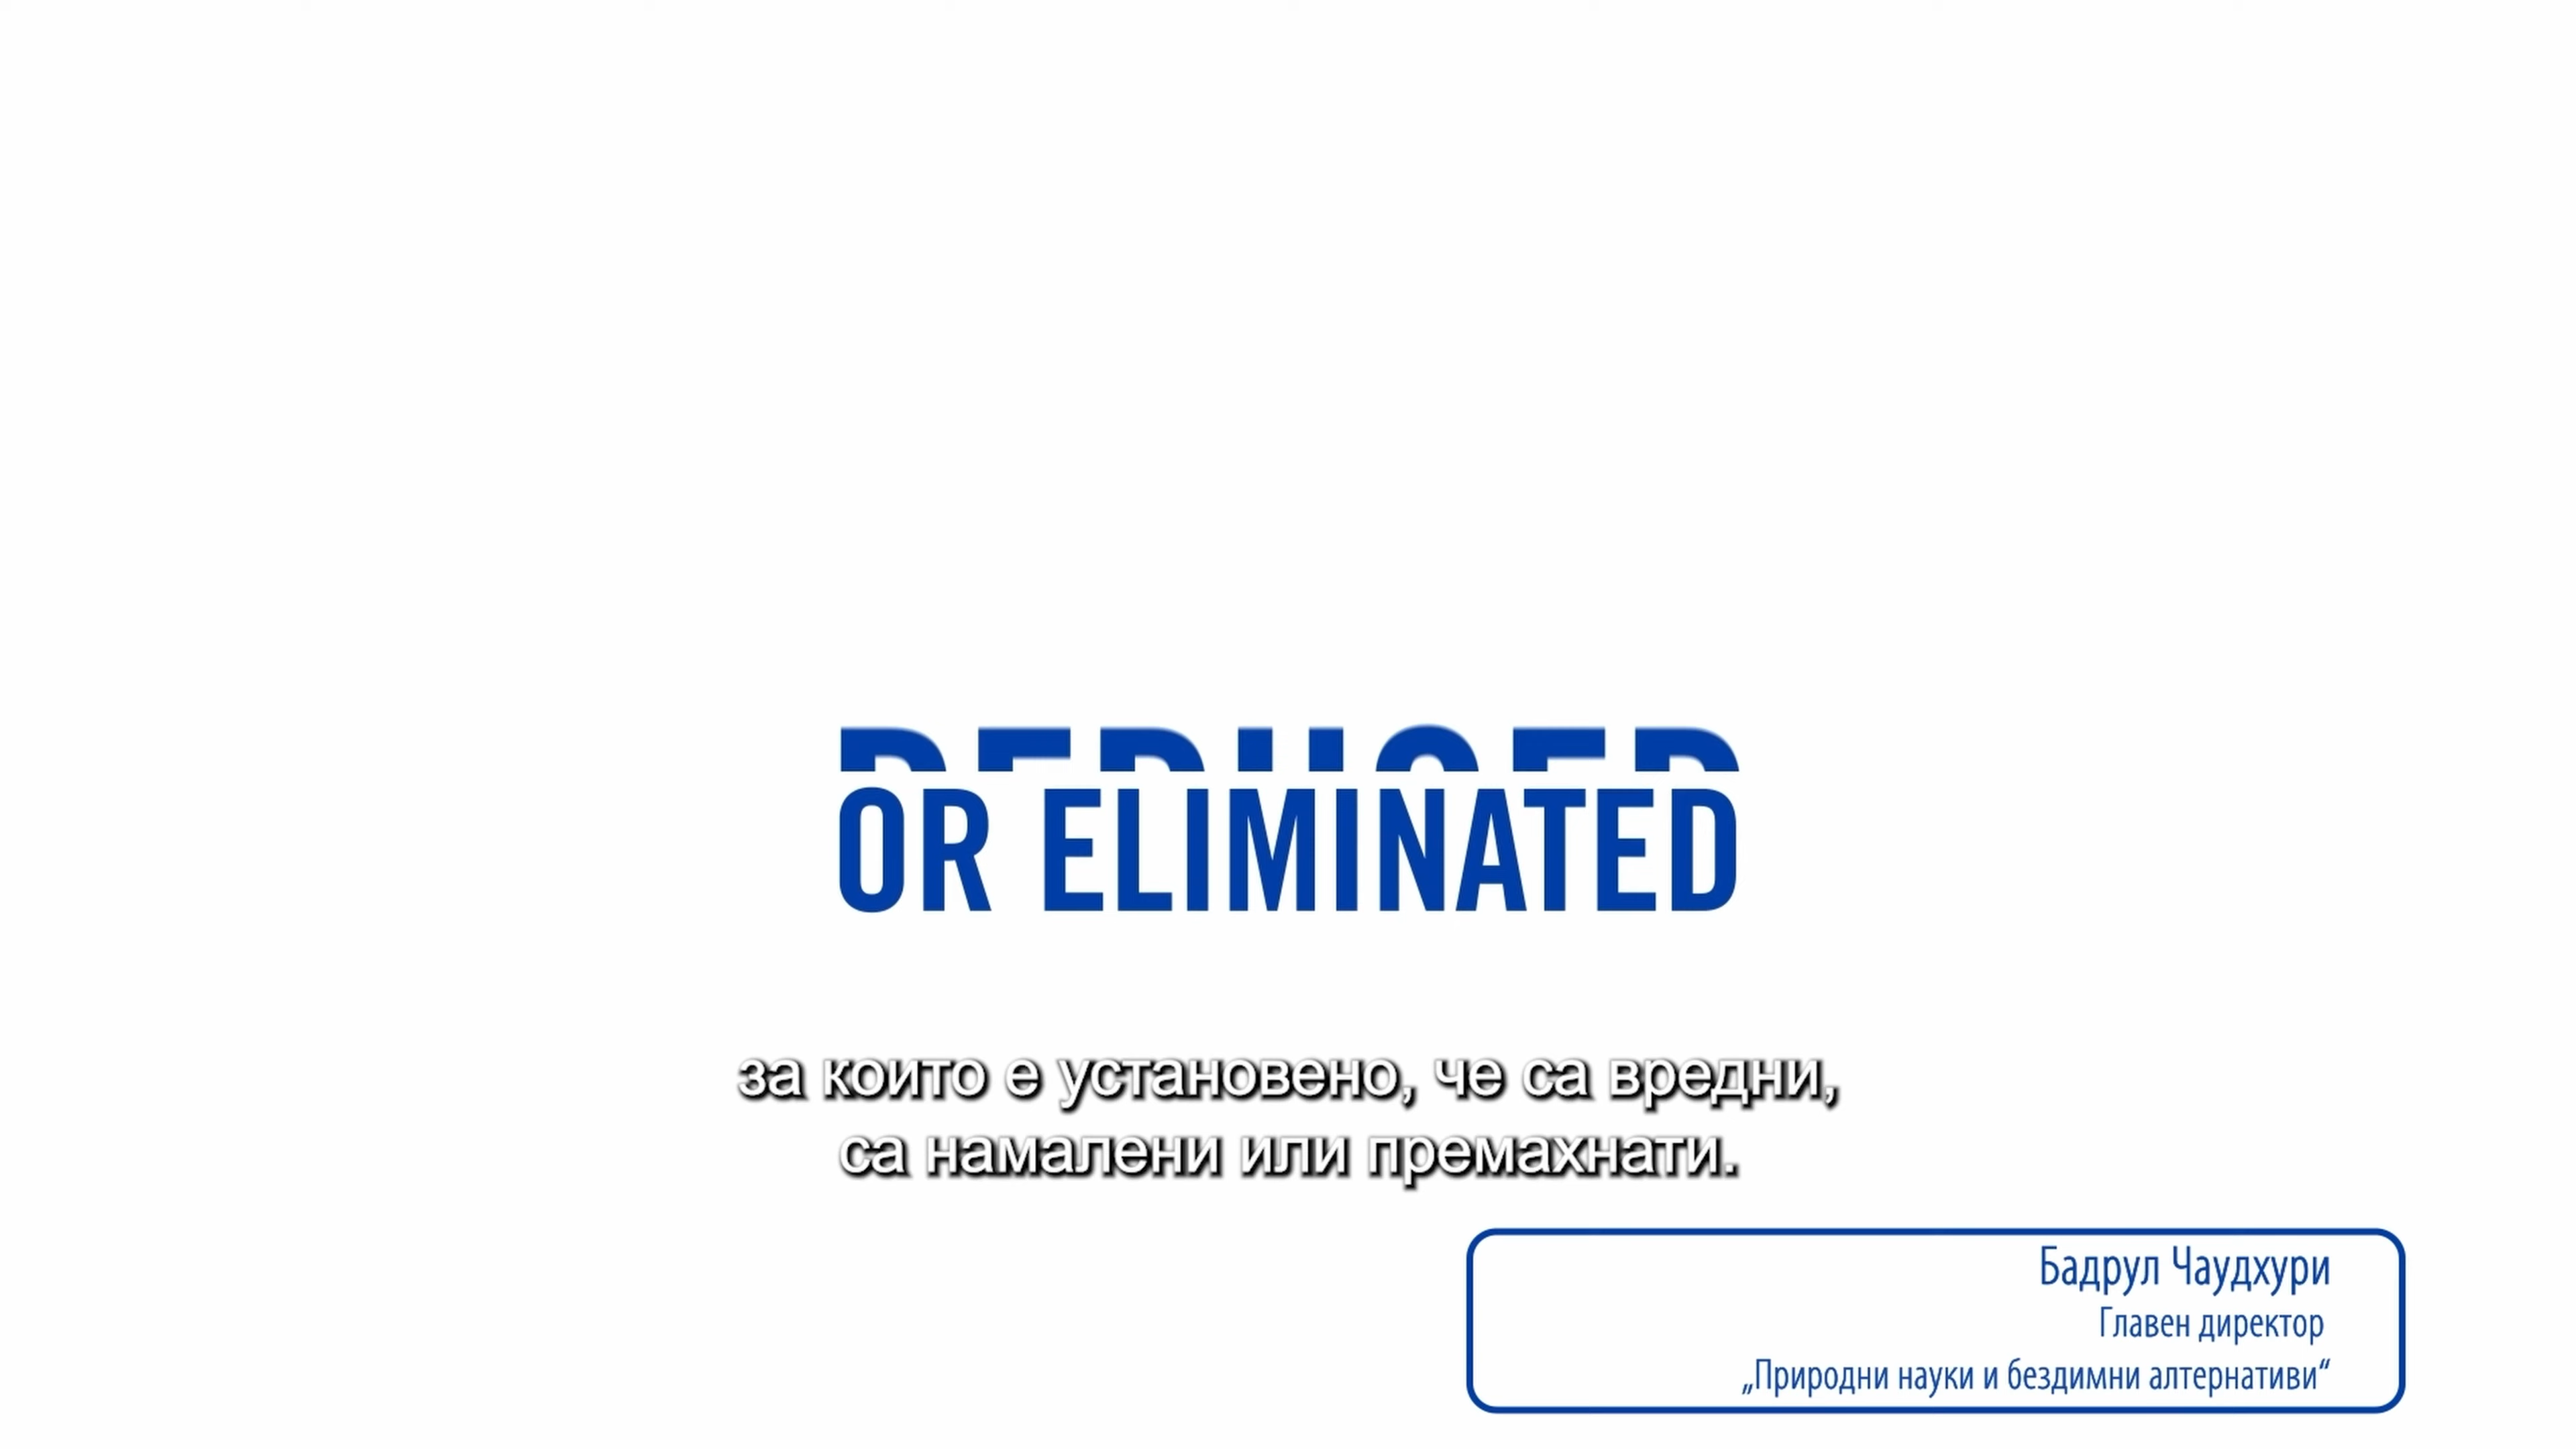 REDUCED
OR ELIMINATED
за които е установено, че са вредни,
са намалени или премахнати.
Бадрул Чаудхури
Главен директор
„Природни науки и бездимни алтернативи“